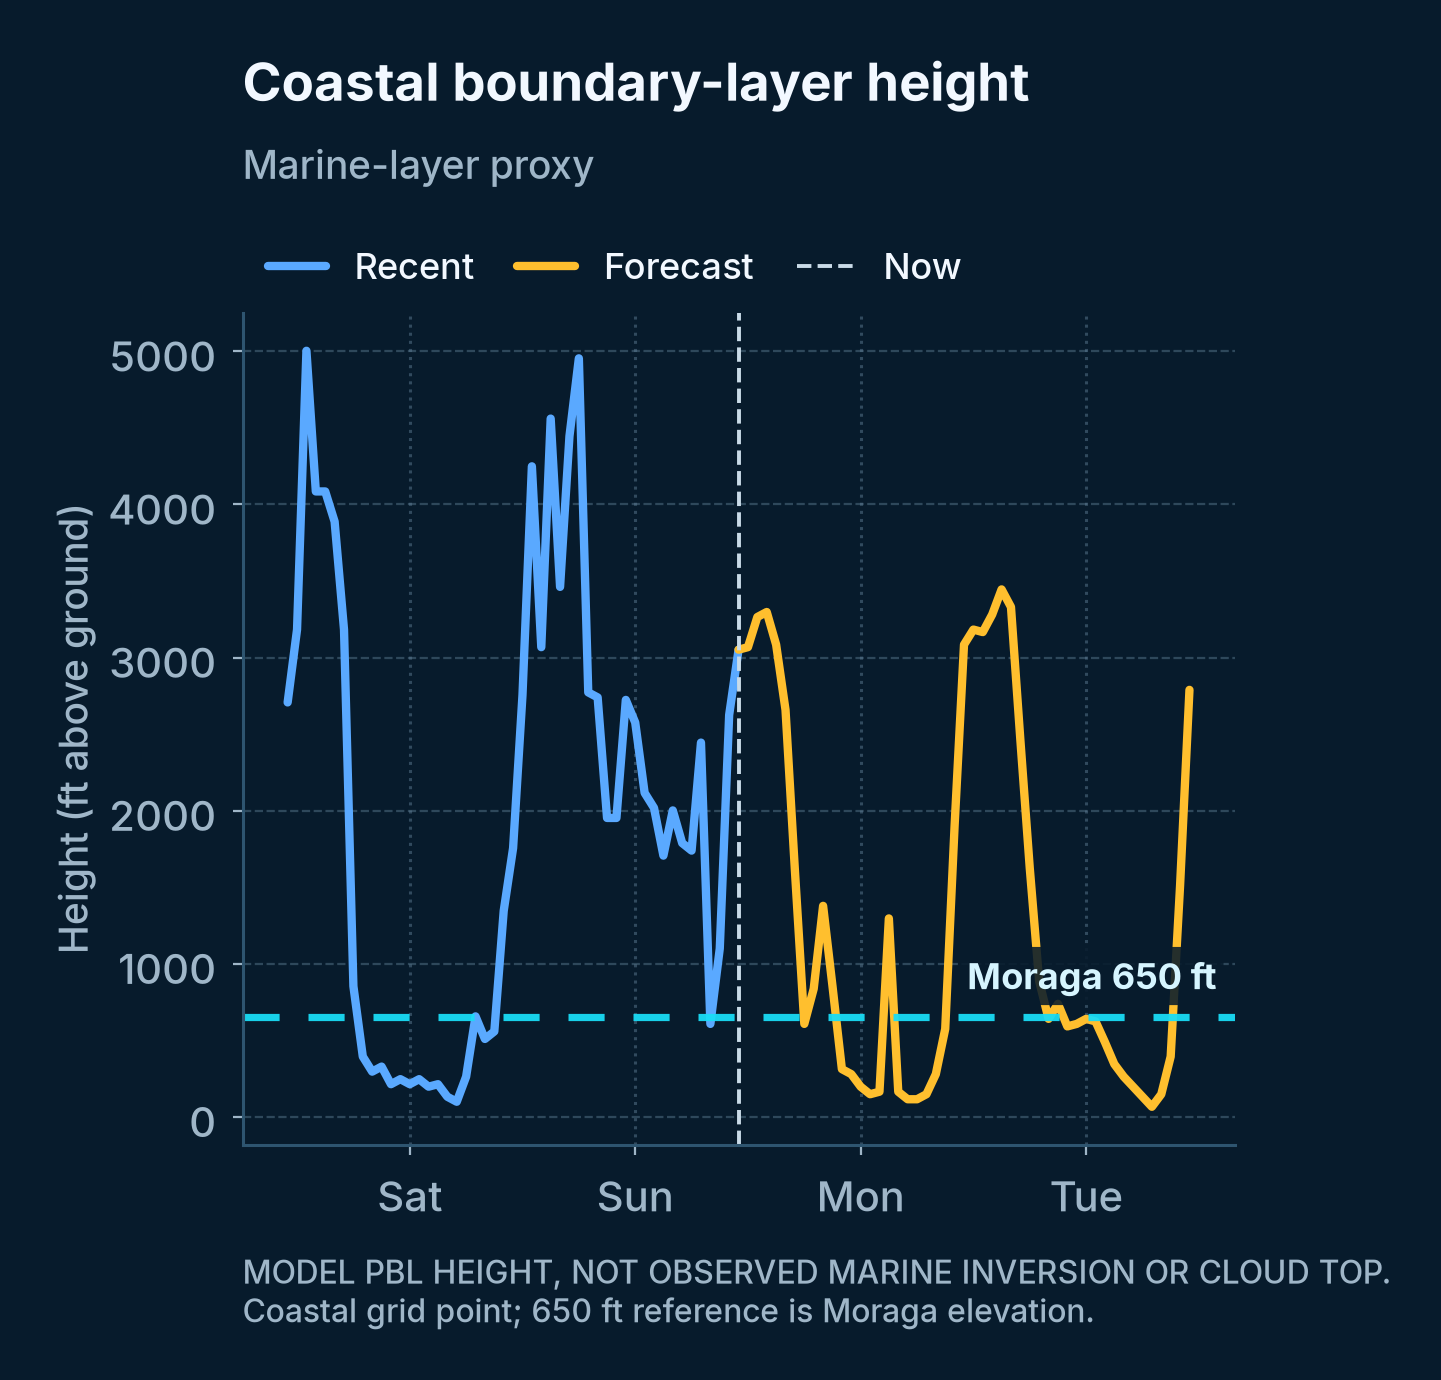 Coastal boundary-layer height
Marine-layer proxy
Recent Forecast Now
5000
4000
3000
2000
1000
0
Height (ft above ground)
Moraga 650 ft
Sat Sun Mon Tue
MODEL PBL HEIGHT, NOT OBSERVED MARINE INVERSION OR CLOUD TOP.
Coastal grid point; 650 ft reference is Moraga elevation.